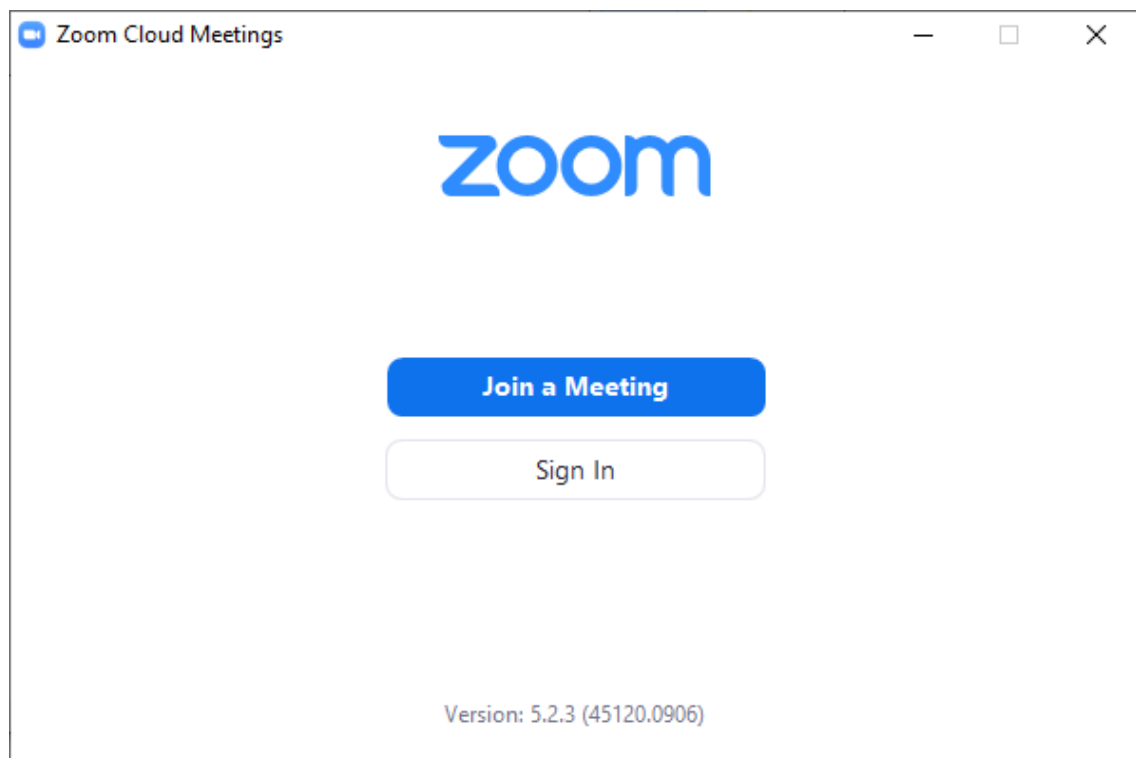 Zoom Cloud Meetings
zoom
Join a Meeting
Sign In
Version: 5.2.3 (45120.0906)